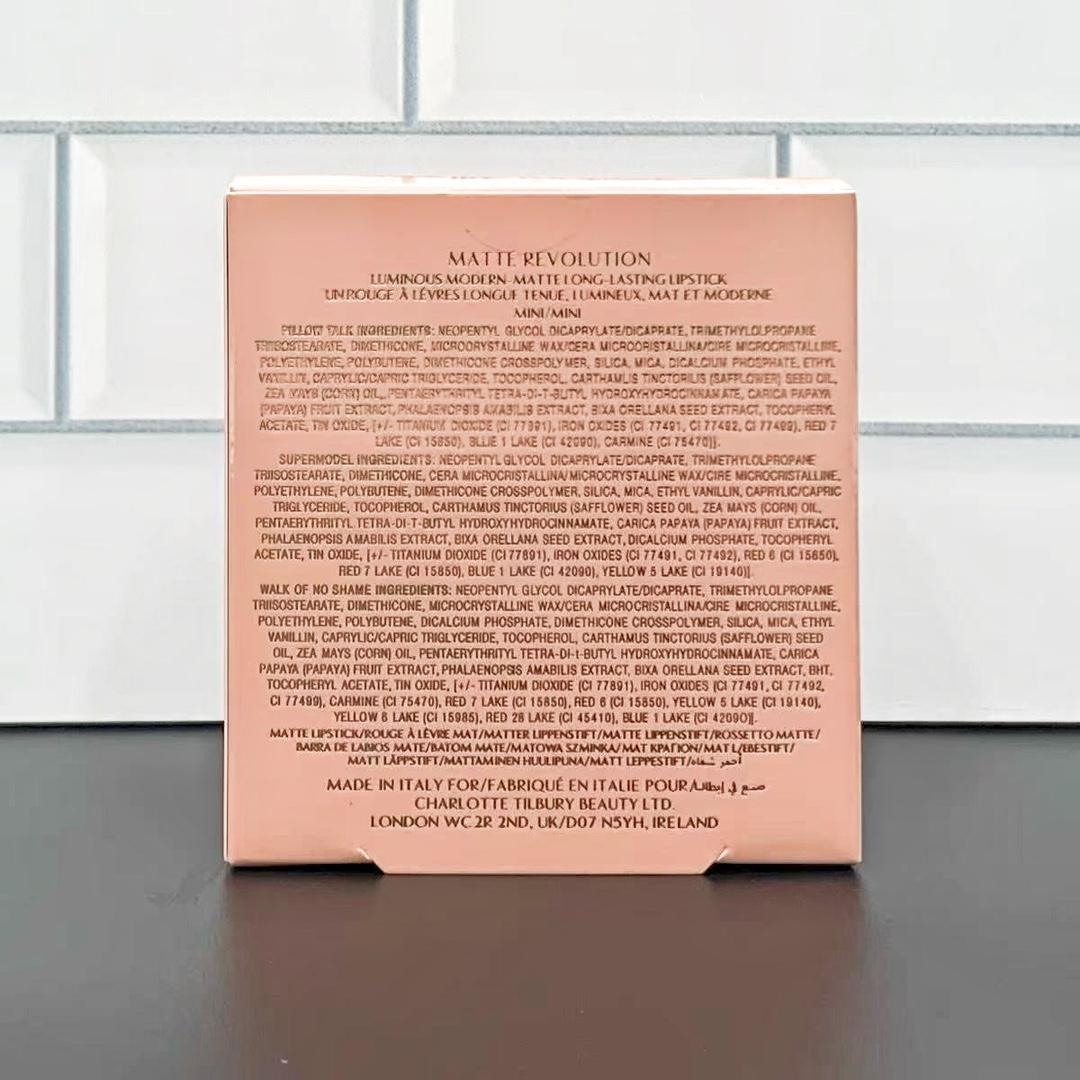 MATTE REVOLUTION
LUMINOUS MODERN-MATTE LONG-LASTING LIPSTICK
UN ROUGE À LÈVRES LONGUE TENUE, LUMINEUX, MAT ET MODERNE
MINI/MINI
PILLOW TALK INGREDIENTS: NEOPENTYL GLYCOL DICAPRYLATE/DICAPRATE, TRIMETHYLOLPROPANE
TRIISOSTEARATE, DIMETHICONE, MICROCRYSTALLINE WAX/CERA MICROCRISTALLINA/CIRE MICROCRISTALLINE,
POLYETHYLENE, POLYBUTENE, DIMETHICONE CROSSPOLYMER, SILICA, MICA, DICALCIUM PHOSPHATE, ETHYL
VANILLIN, CAPRYLIC/CAPRIC TRIGLYCERIDE, TOCOPHEROL, CARTHAMUS TINCTORIUS (SAFFLOWER) SEED OIL,
ZEA MAYS (CORN) OIL, PENTAERYTHRITYL TETRA-DI-T-BUTYL HYDROXYHYDROCINNAMATE, CARICA PAPAYA
(PAPAYA) FRUIT EXTRACT, PHALAENOPSIS AMABILIS EXTRACT, BIXA ORELLANA SEED EXTRACT, TOCOPHERYL
ACETATE, TIN OXIDE, [+/- TITANIUM DIOXIDE (CI 77891), IRON OXIDES (CI 77491, CI 77492, CI 77499), RED 7
LAKE (CI 15850), BLUE 1 LAKE (CI 42090), CARMINE (CI 75470)].
SUPERMODEL INGREDIENTS: NEOPENTYL GLYCOL DICAPRYLATE/DICAPRATE, TRIMETHYLOLPROPANE
TRIISOSTEARATE, DIMETHICONE, CERA MICROCRISTALLINA/MICROCRYSTALLINE WAX/CIRE MICROCRISTALLINE,
POLYETHYLENE, POLYBUTENE, DIMETHICONE CROSSPOLYMER, SILICA, MICA, ETHYL VANILLIN, CAPRYLIC/CAPRIC
TRIGLYCERIDE, TOCOPHEROL, CARTHAMUS TINCTORIUS (SAFFLOWER) SEED OIL, ZEA MAYS (CORN) OIL,
PENTAERYTHRITYL TETRA-DI-T-BUTYL HYDROXYHYDROCINNAMATE, CARICA PAPAYA (PAPAYA) FRUIT EXTRACT,
PHALAENOPSIS AMABILIS EXTRACT, BIXA ORELLANA SEED EXTRACT, DICALCIUM PHOSPHATE, TOCOPHERYL
ACETATE, TIN OXIDE, [+/- TITANIUM DIOXIDE (CI 77891), IRON OXIDES (CI 77491, CI 77492), RED 6 (CI 15850),
RED 7 LAKE (CI 15850), BLUE 1 LAKE (CI 42090), YELLOW 5 LAKE (CI 19140)].
WALK OF NO SHAME INGREDIENTS: NEOPENTYL GLYCOL DICAPRYLATE/DICAPRATE, TRIMETHYLOLPROPANE
TRIISOSTEARATE, DIMETHICONE, MICROCRYSTALLINE WAX/CERA MICROCRISTALLINA/CIRE MICROCRISTALLINE,
POLYETHYLENE, POLYBUTENE, DICALCIUM PHOSPHATE, DIMETHICONE CROSSPOLYMER, SILICA, MICA, ETHYL
VANILLIN, CAPRYLIC/CAPRIC TRIGLYCERIDE, TOCOPHEROL, CARTHAMUS TINCTORIUS (SAFFLOWER) SEED
OIL, ZEA MAYS (CORN) OIL, PENTAERYTHRITYL TETRA-DI-t-BUTYL HYDROXYHYDROCINNAMATE, CARICA
PAPAYA (PAPAYA) FRUIT EXTRACT, PHALAENOPSIS AMABILIS EXTRACT, BIXA ORELLANA SEED EXTRACT, BHT,
TOCOPHERYL ACETATE, TIN OXIDE, [+/- TITANIUM DIOXIDE (CI 77891), IRON OXIDES (CI 77491, CI 77492,
CI 77499), CARMINE (CI 75470), RED 7 LAKE (CI 15850), RED 6 (CI 15850), YELLOW 5 LAKE (CI 19140),
YELLOW 6 LAKE (CI 15985), RED 28 LAKE (CI 45410), BLUE 1 LAKE (CI 42090)].
MATTE LIPSTICK/ROUGE À LÈVRE MAT/MATTER LIPPENSTIFT/MATTE LIPPENSTIFT/ROSSETTO MATTE/
BARRA DE LABIOS MATE/BATOM MATE/MATOWA SZMINKA/ МАТ КРАГІОН/MAT LÆBESTIFT/
MATT LÄPPSTIFT/MATTAMINEN HUULIPUNA/MATT LEPPESTIFT/أحمر شفاه
MADE IN ITALY FOR/FABRIQUÉ EN ITALIE POUR/صنع في إيطاليا
CHARLOTTE TILBURY BEAUTY LTD.
LONDON WC2R 2ND, UK/D07 N5YH, IRELAND